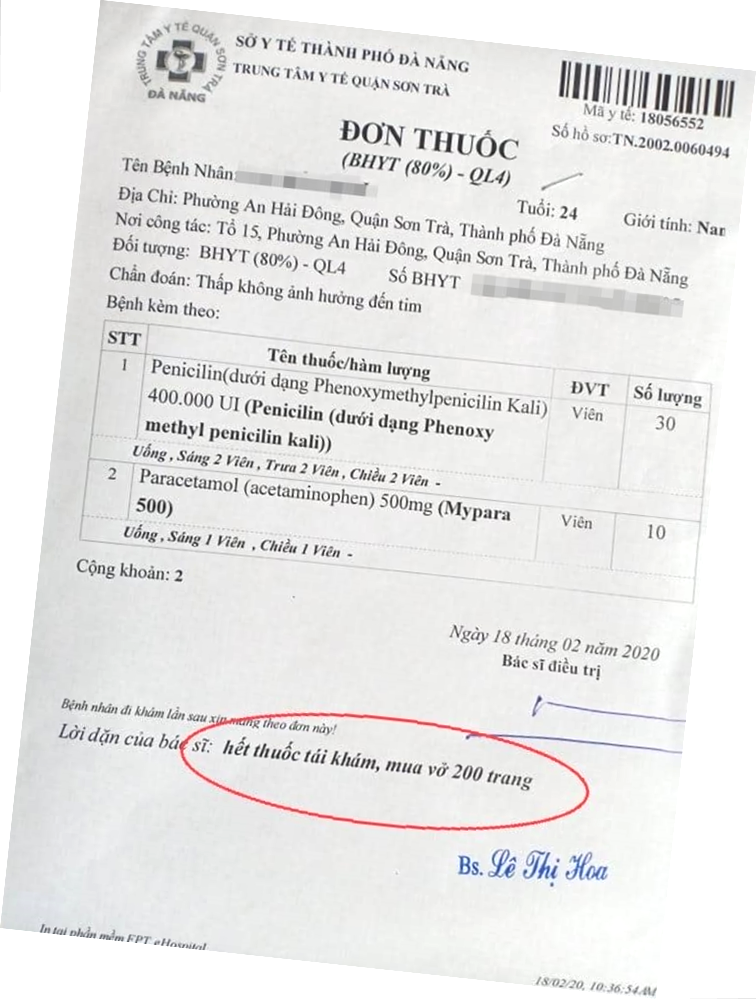 TRUNG TÂM Y TẾ QUẬN SƠN TRÀ
ĐÀ NẴNG
SỞ Y TẾ THÀNH PHỐ ĐÀ NẴNG
TRUNG TÂM Y TẾ QUẬN SƠN TRÀ
Mã y tế: 18056552
Số hồ sơ:TN.2002.0060494
ĐƠN THUỐC
(BHYT (80%) - QL4)
Tên Bệnh Nhân:
Tuổi: 24 Giới tính: Nam
Địa Chỉ: Phường An Hải Đông, Quận Sơn Trà, Thành phố Đà Nẵng
Nơi công tác: Tổ 15, Phường An Hải Đông, Quận Sơn Trà, Thành phố Đà Nẵng
Đối tượng: BHYT (80%) - QL4 Số BHYT
Chẩn đoán: Thấp không ảnh hưởng đến tim
Bệnh kèm theo:
STT Tên thuốc/hàm lượng ĐVT Số lượng
1 Penicilin(dưới dạng Phenoxymethylpenicilin Kali) Viên 30
400.000 UI (Penicilin (dưới dạng Phenoxy
methyl penicilin kali))
Uống , Sáng 2 Viên , Trưa 2 Viên , Chiều 2 Viên -
2 Paracetamol (acetaminophen) 500mg (Mypara Viên 10
500)
Uống , Sáng 1 Viên , Chiều 1 Viên -
Cộng khoản: 2
Ngày 18 tháng 02 năm 2020
Bác sĩ điều trị
Bệnh nhân đi khám lần sau xin mang theo đơn này!
Lời dặn của bác sĩ: hết thuốc tái khám, mua vở 200 trang
Bs. Lê Thị Hoa
In tại phần mềm FPT. eHospital
18/02/20, 10:36:54AM